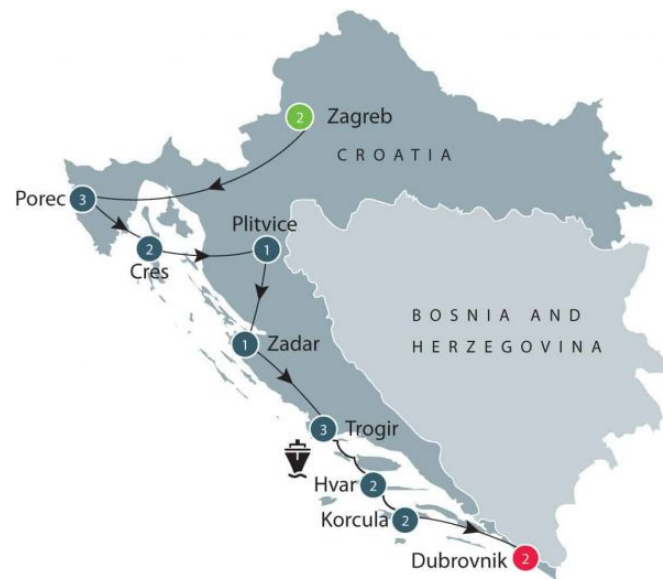 2
Zagreb
CROATIA
Porec
3
Plitvice
2
1
Cres
BOSNIA AND
HERZEGOVINA
1
Zadar
3
Trogir
Hvar
2
Korcula
2
Dubrovnik
2